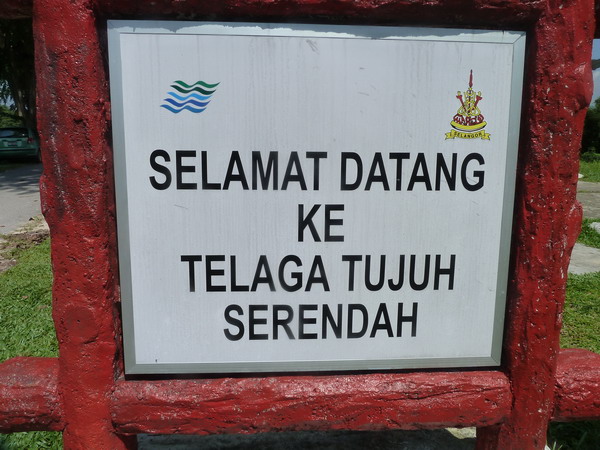 SELANGOR
SELAMAT DATANG
KE
TELAGA TUJUH
SERENDAH